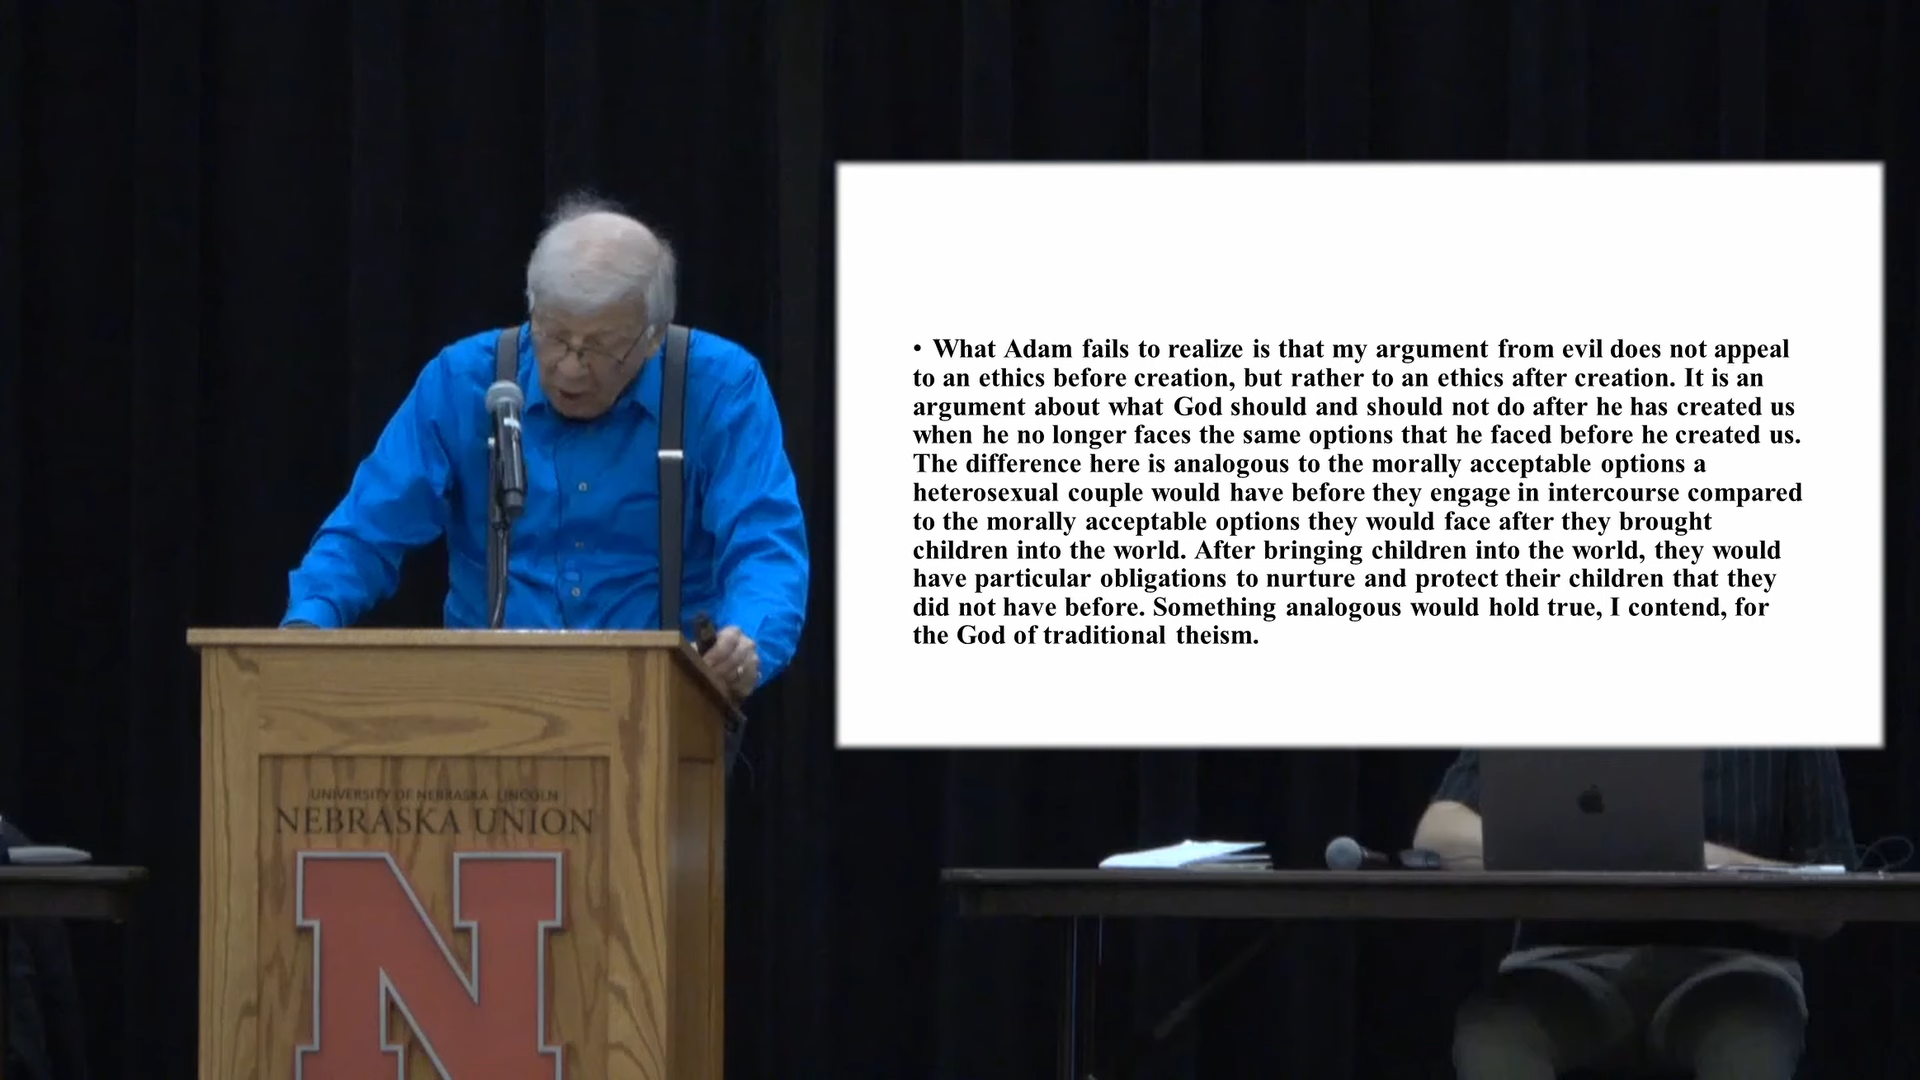 • What Adam fails to realize is that my argument from evil does not appeal
to an ethics before creation, but rather to an ethics after creation. It is an
argument about what God should and should not do after he has created us
when he no longer faces the same options that he faced before he created us.
The difference here is analogous to the morally acceptable options a
heterosexual couple would have before they engage in intercourse compared
to the morally acceptable options they would face after they brought
children into the world. After bringing children into the world, they would
have particular obligations to nurture and protect their children that they
did not have before. Something analogous would hold true, I contend, for
the God of traditional theism.
UNIVERSITY OF NEBRASKA-LINCOLN
NEBRASKA UNION
N